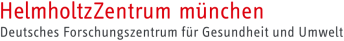 HelmholtzZentrum münchen
Deutsches Forschungszentrum für Gesundheit und Umwelt